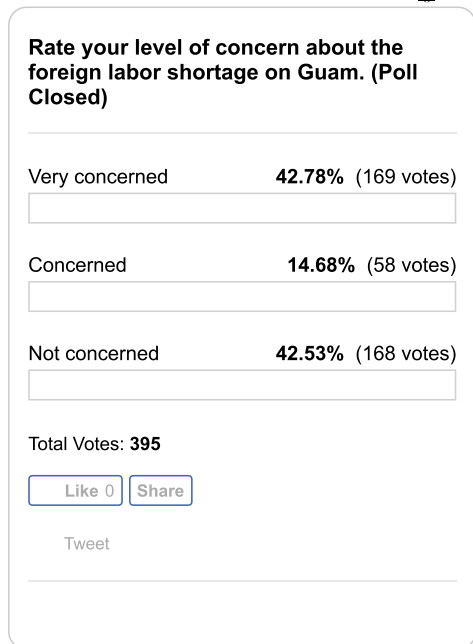 Rate your level of concern about the
foreign labor shortage on Guam. (Poll
Closed)
Very concerned 42.78% (169 votes)
Concerned 14.68% (58 votes)
Not concerned 42.53% (168 votes)
Total Votes: 395
Like 0 Share
Tweet